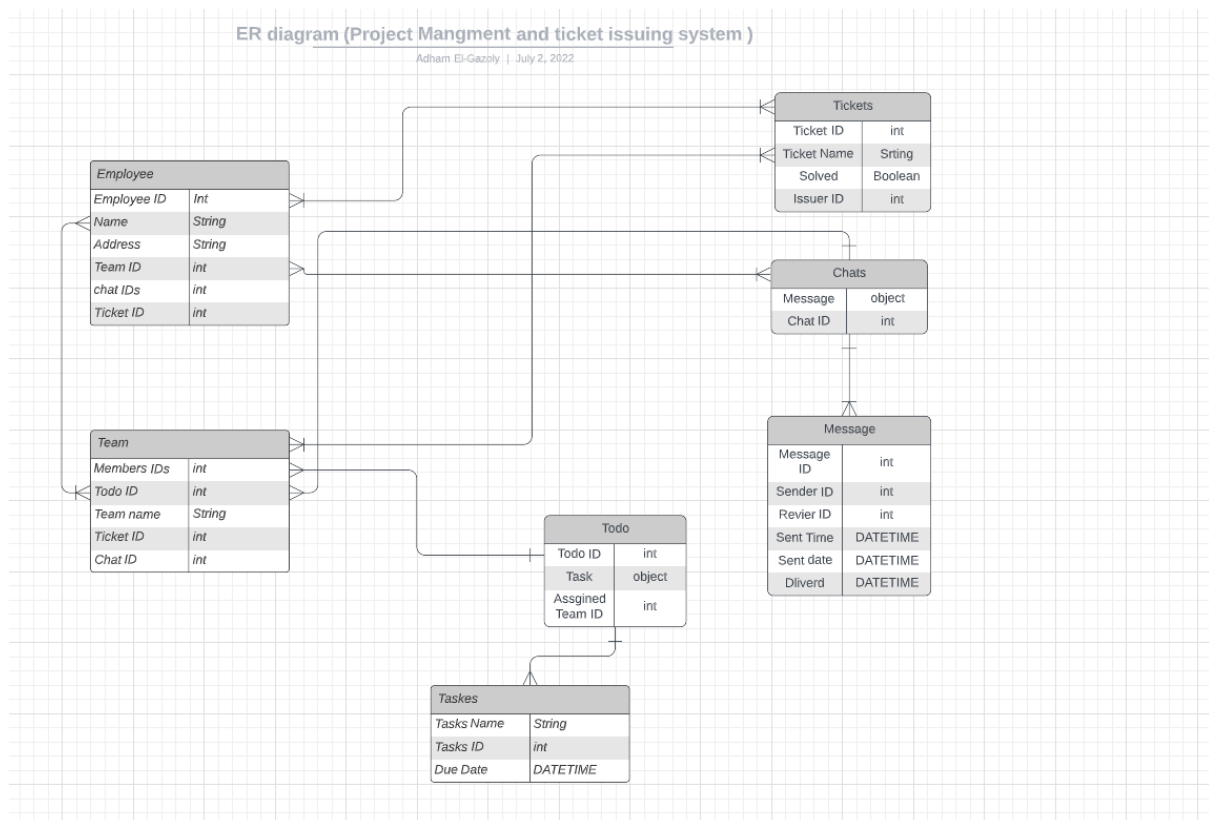 ER diagram (Project Mangment and ticket issuing system )
Adham El-Gazoly | July 2, 2022
Tickets
Ticket ID int
Ticket Name Srting
Solved Boolean
Issuer ID int
Employee
Employee ID Int
Name String
Address String
Team ID int
chat IDs int
Ticket ID int
Chats
Message object
Chat ID int
Team
Members IDs int
Todo ID int
Team name String
Ticket ID int
Chat ID int
Message
Message
ID int
Sender ID int
Revier ID int
Sent Time DATETIME
Sent date DATETIME
Dliverd DATETIME
Todo
Todo ID int
Task object
Assgined
Team ID int
Taskes
Tasks Name String
Tasks ID int
Due Date DATETIME